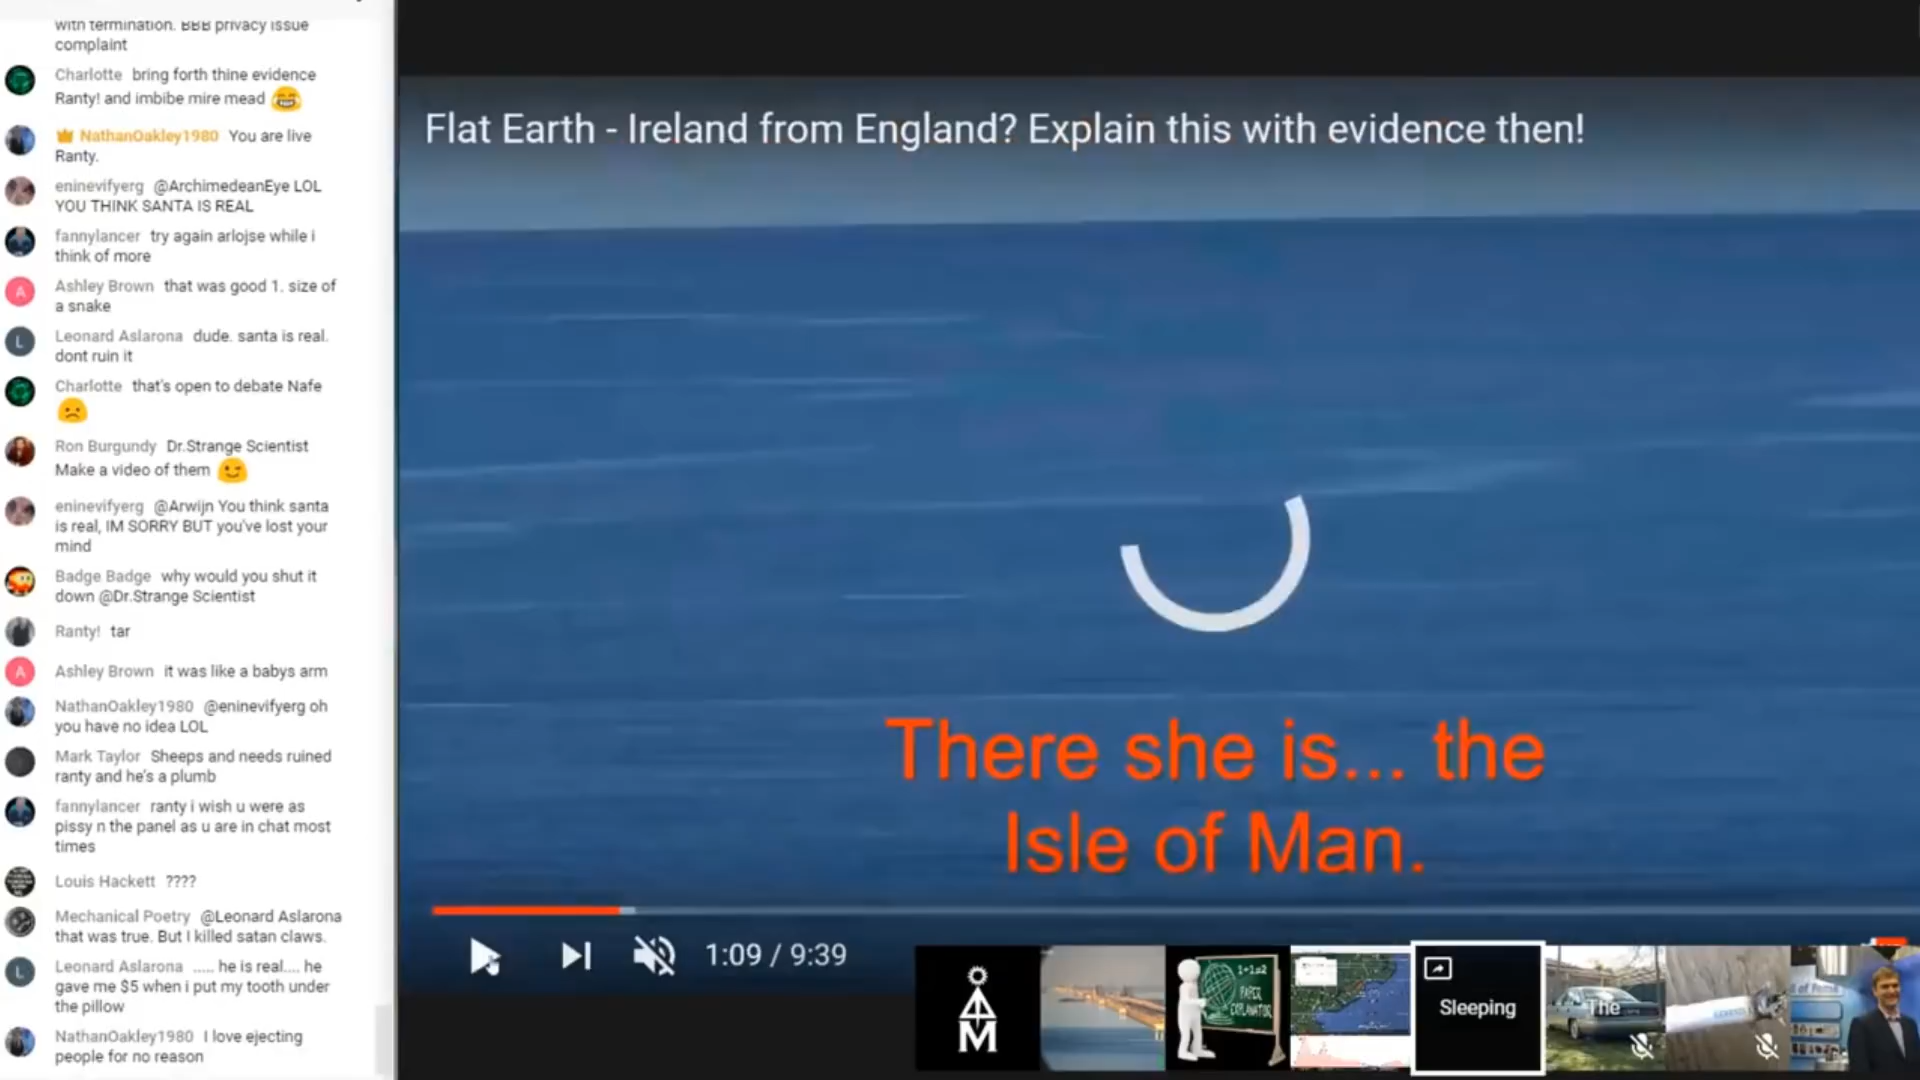 with termination. BBB privacy issue
complaint
Charlotte bring forth thine evidence
Ranty! and imbibe mire mead
NathanOakley1980 You are live
Ranty.
eninevifyerg @ArchimedeanEye LOL
YOU THINK SANTA IS REAL
fannylancer try again arlojse while i
think of more
A Ashley Brown that was good 1. size of
a snake
L Leonard Aslarona dude. santa is real.
dont ruin it
Charlotte that's open to debate Nafe
Ron Burgundy Dr.Strange Scientist
Make a video of them
eninevifyerg @Arwijn You think santa
is real, IM SORRY BUT you've lost your
mind
Badge Badge why would you shut it
down @Dr.Strange Scientist
Ranty! tar
A Ashley Brown it was like a babys arm
NathanOakley1980 @eninevifyerg oh
you have no idea LOL
Mark Taylor Sheeps and needs ruined
ranty and he's a plumb
fannylancer ranty i wish u were as
pissy n the panel as u are in chat most
times
Louis Hackett ????
Mechanical Poetry @Leonard Aslarona
that was true. But I killed satan claws.
L Leonard Aslarona ..... he is real.... he
gave me $5 when i put my tooth under
the pillow
NathanOakley1980 I love ejecting
people for no reason
Flat Earth - Ireland from England? Explain this with evidence then!
There she is... the
Isle of Man.
1:09 / 9:39
M
1+1=2
PAPER
EXPLANATOR
Sleeping
The